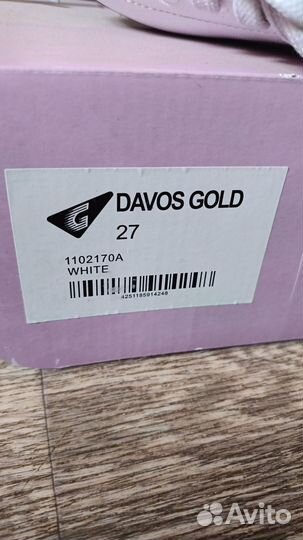 G
DAVOS GOLD
27
1102170A
WHITE
4251185914248
Avito